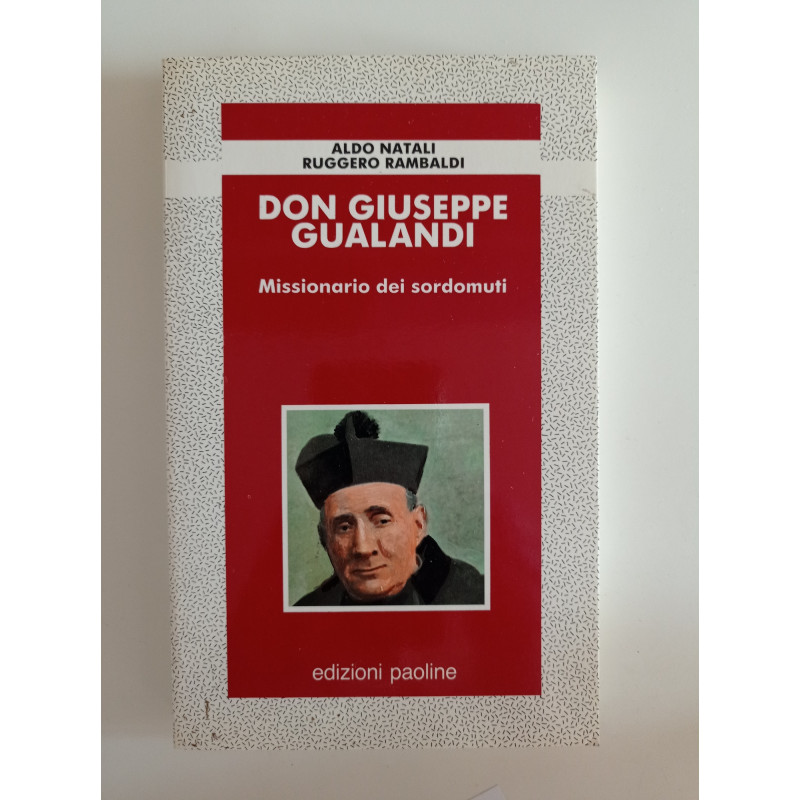 ALDO NATALI
RUGGERO RAMBALDI
DON GIUSEPPE
GUALANDI
Missionario dei sordomuti
edizioni paoline